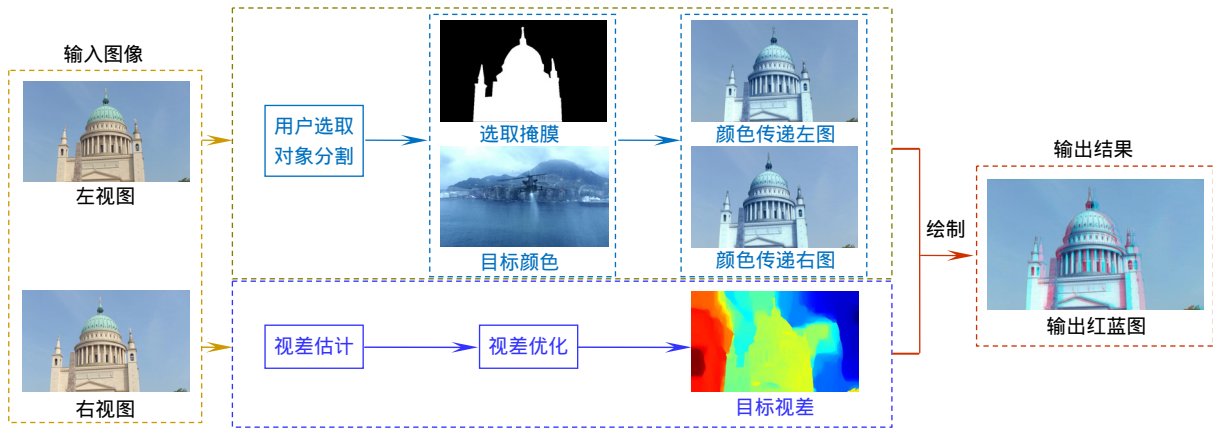 输入图像
左视图
右视图
用户选取
对象分割
选取掩膜
目标颜色
颜色传递左图
颜色传递右图
视差估计
视差优化
目标视差
绘制
输出结果
输出红蓝图